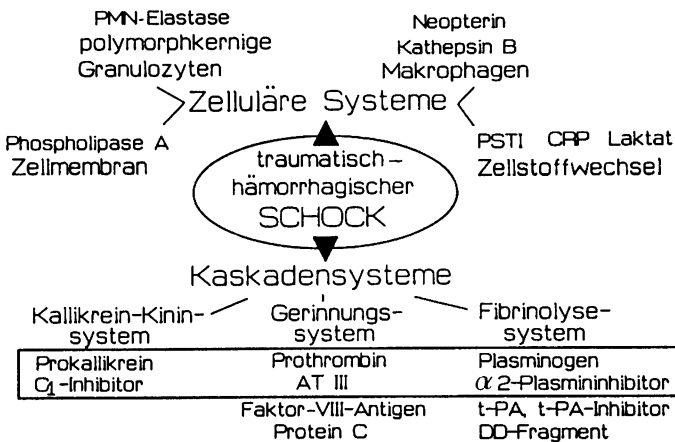 PMN-Elastase
polymorphkernige
Granulozyten
Neopterin
Kathepsin B
Makrophagen
Zelluläre Systeme
Phospholipase A
Zellmembran
PSTI CRP Laktat
Zellstoffwechsel
traumatisch-
hämorrhagischer
SCHOCK
Kaskadensysteme
Kallikrein-Kinin-
system
Gerinnungs-
system
Fibrinolyse-
system
Prokallikrein
C1-Inhibitor
Prothrombin
AT III
Plasminogen
α2-Plasmininhibitor
Faktor-VIII-Antigen
Protein C
t-PA, t-PA-Inhibitor
DD-Fragment